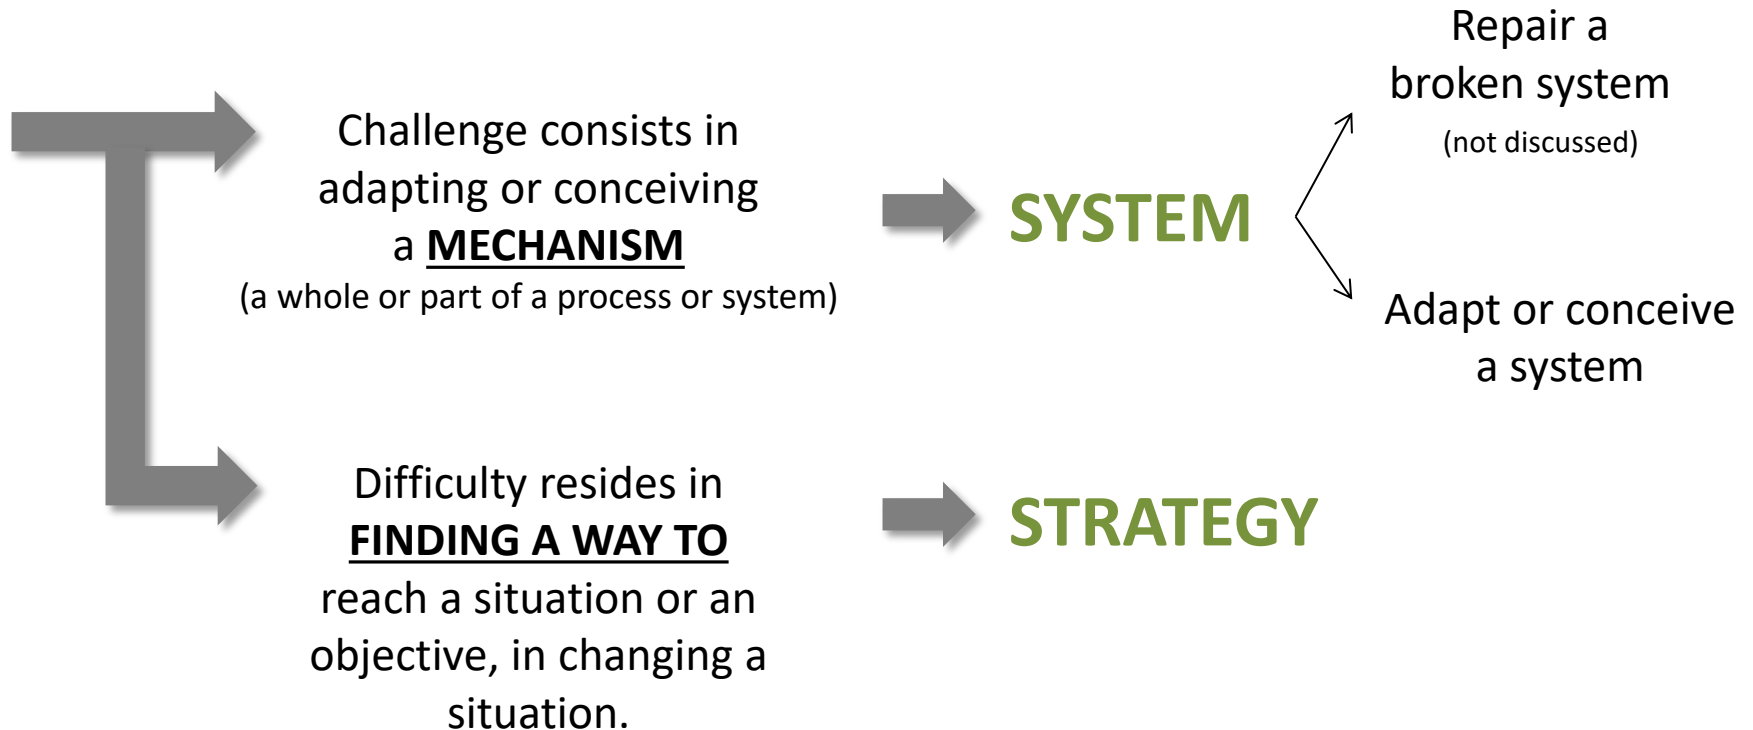 Challenge consists in
adapting or conceiving
a MECHANISM
(a whole or part of a process or system)
SYSTEM
Repair a
broken system
(not discussed)
Adapt or conceive
a system
Difficulty resides in
FINDING A WAY TO
reach a situation or an
objective, in changing a
situation.
STRATEGY